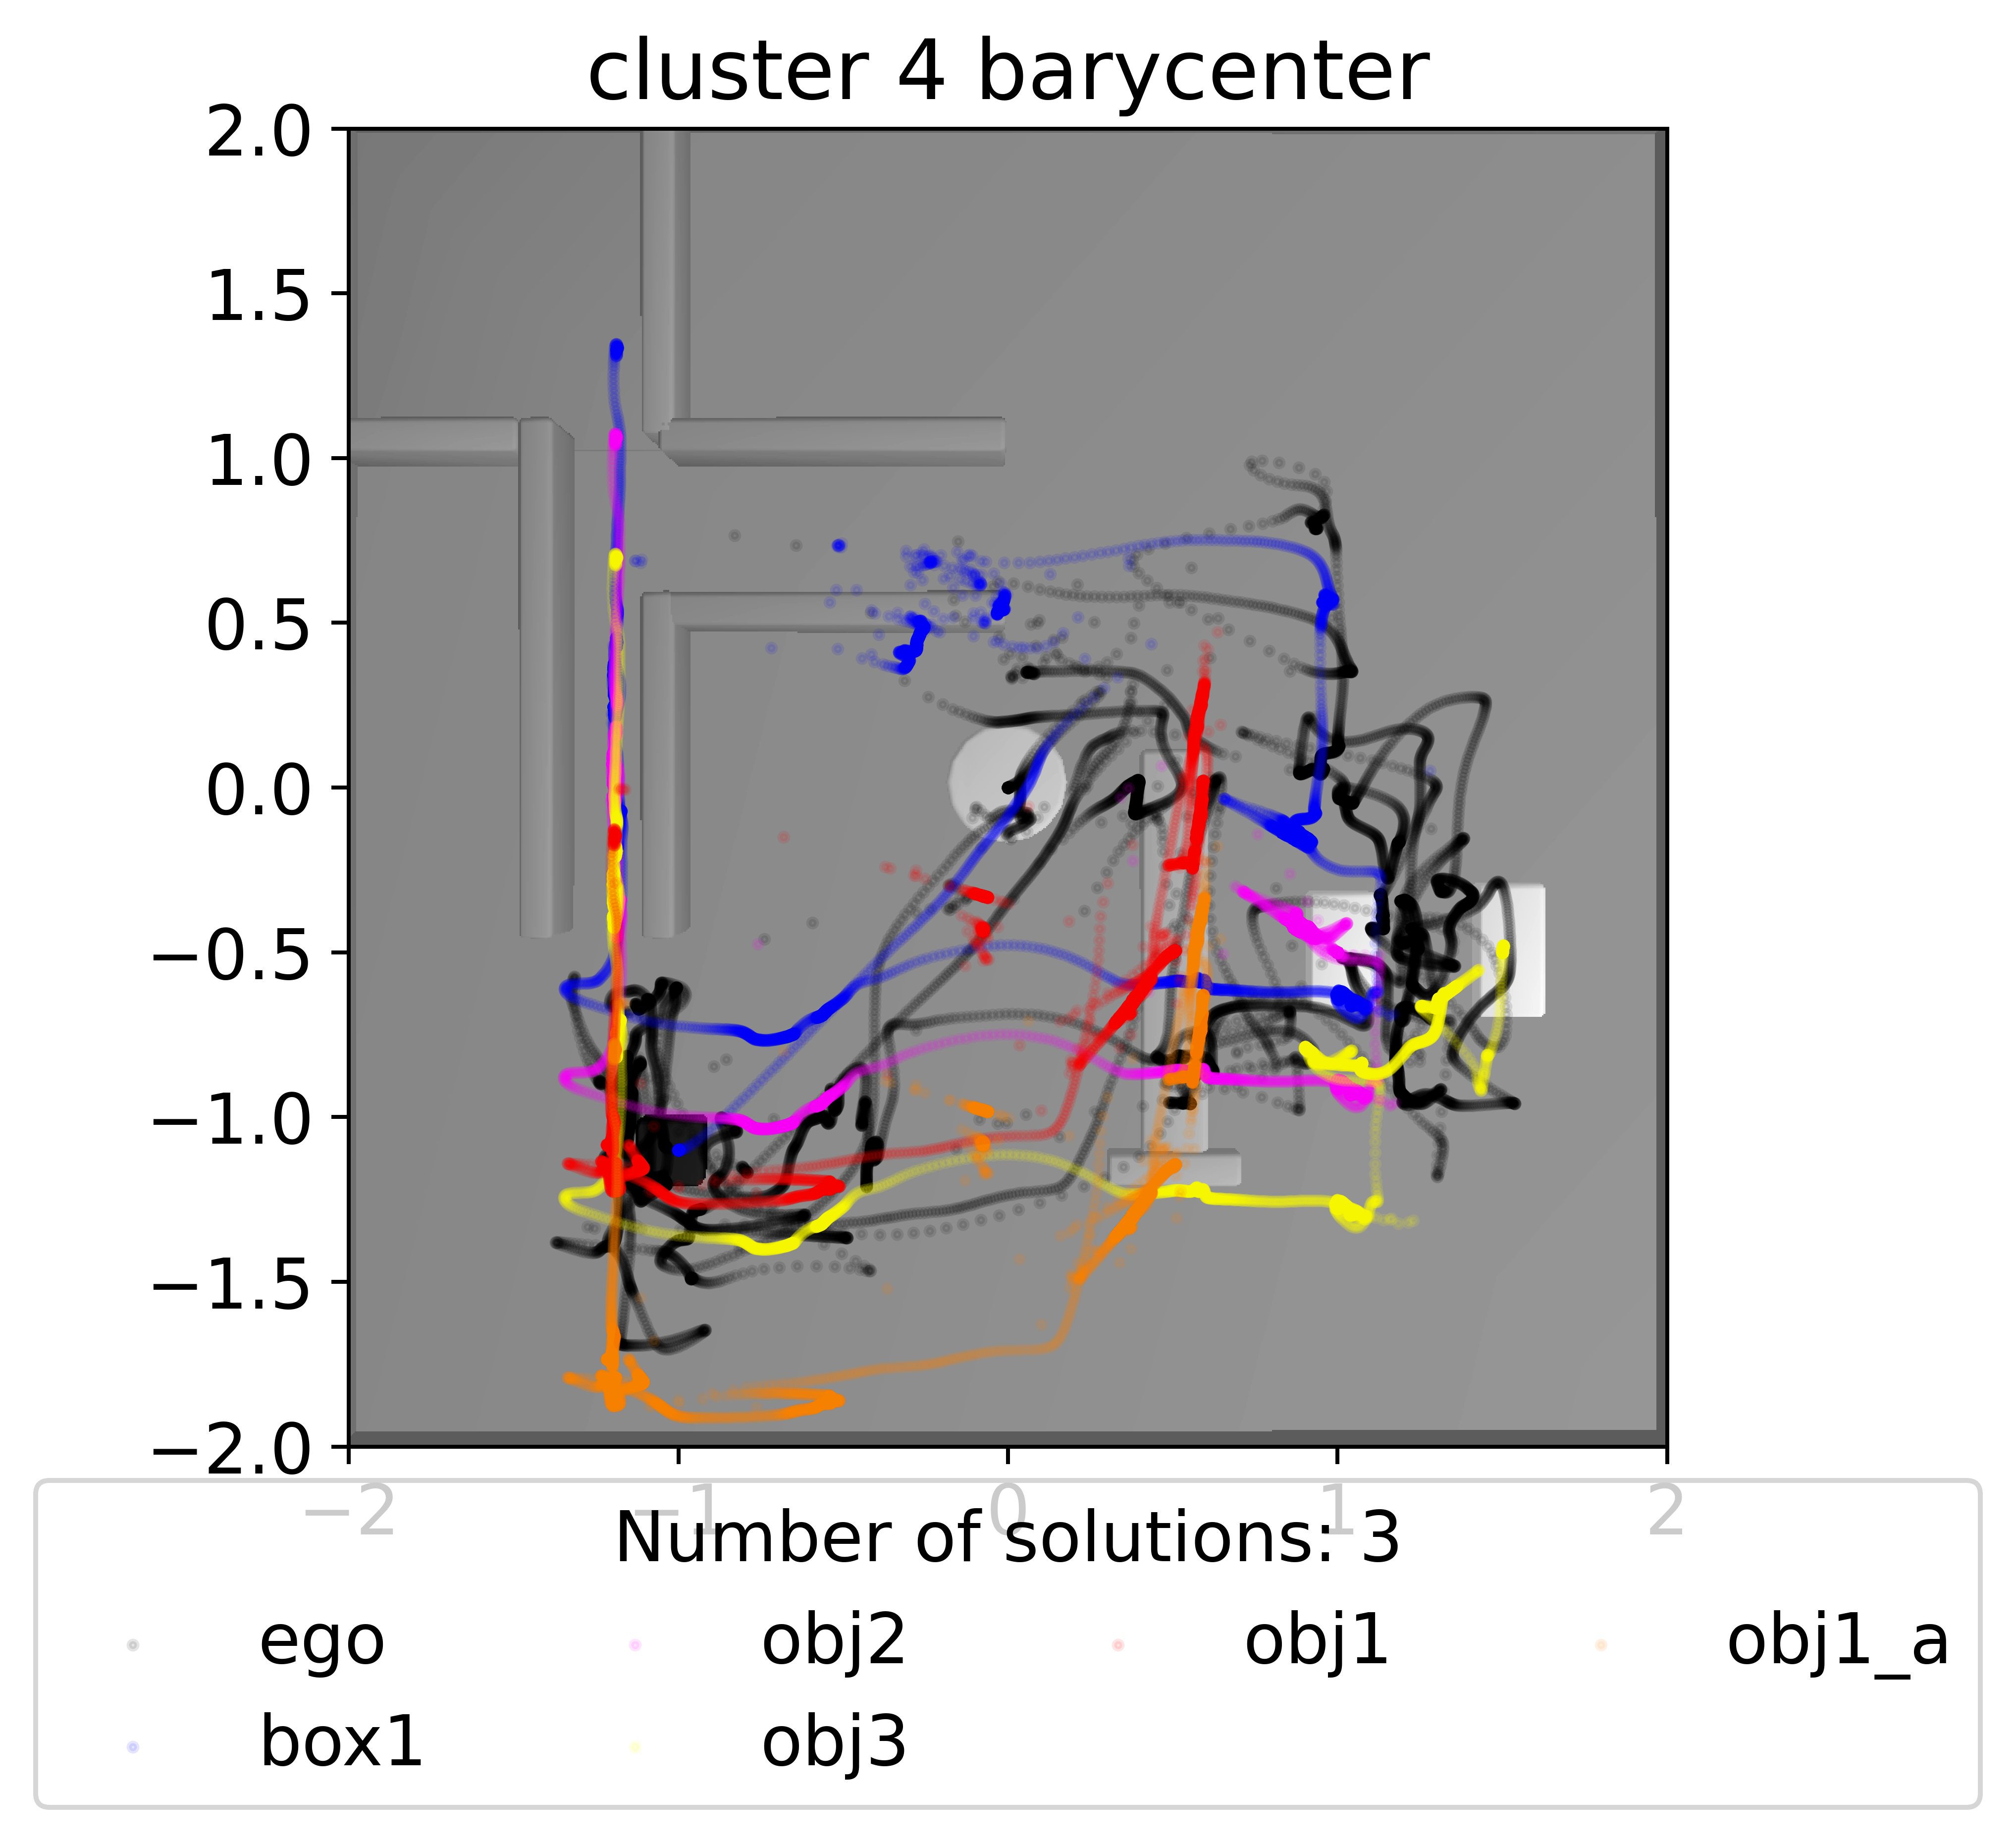 cluster 4 barycenter
2.0
1.5
1.0
0.5
0.0
−0.5
−1.0
−1.5
−2.0
−2 −1 0 1 2
Number of solutions: 3
ego obj2 obj1 obj1_a
box1 obj3